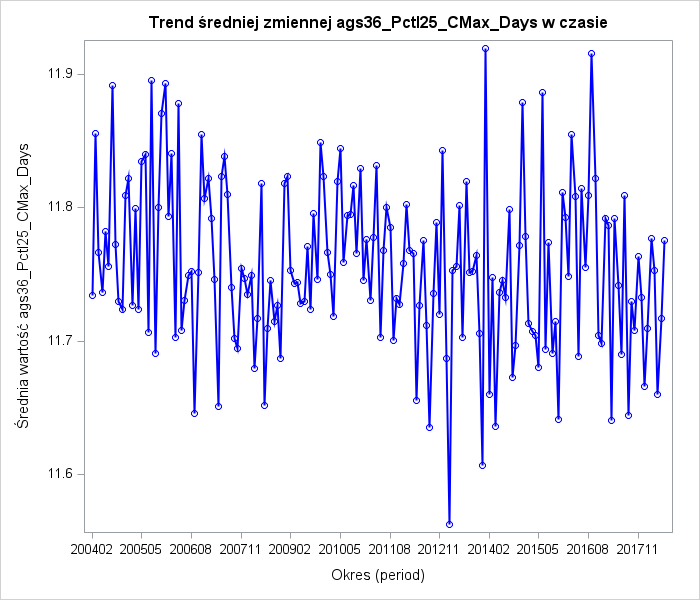 Trend średniej zmiennej ags36_Pctl25_CMax_Days w czasie
Średnia wartość ags36_Pctl25_CMax_Days
11.9
11.8
11.7
11.6
200402 200505 200608 200711 200902 201005 201108 201211 201402 201505 201608 201711
Okres (period)